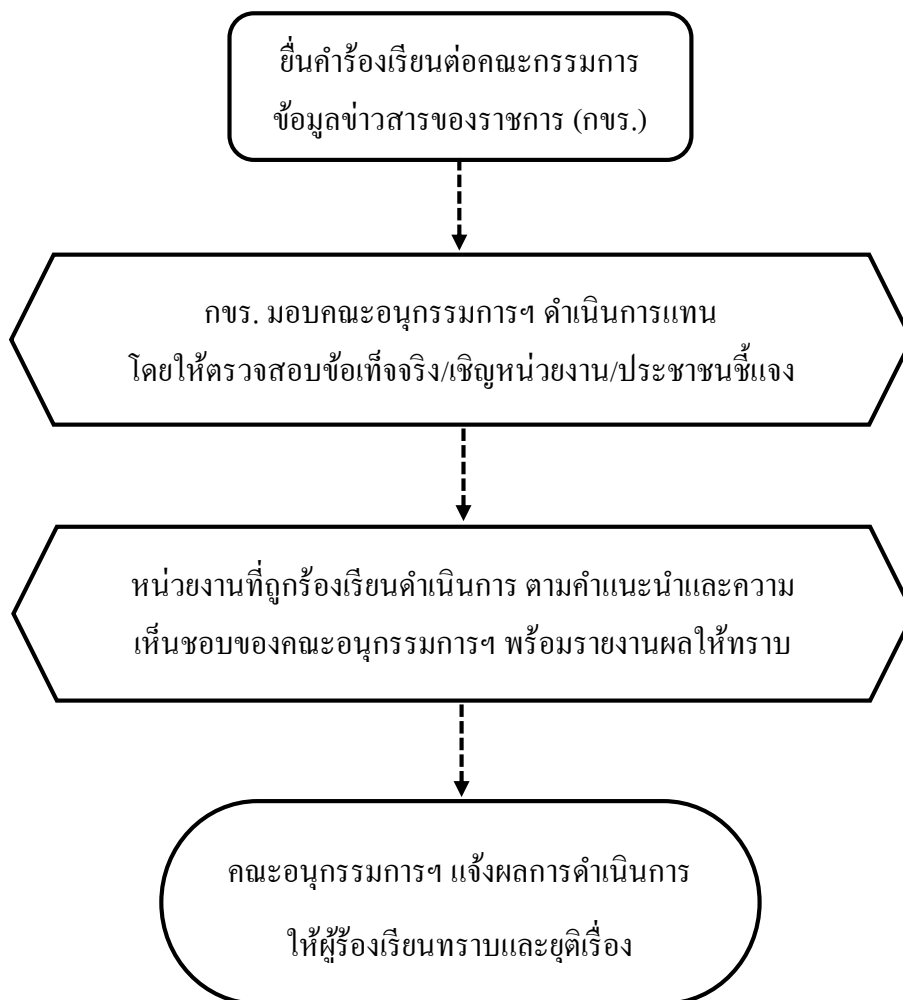 ยื่นคำร้องเรียนต่อคณะกรรมการ
ข้อมูลข่าวสารของราชการ (กขร.)
กขร. มอบคณะอนุกรรมการฯ ดำเนินการแทน
โดยให้ตรวจสอบข้อเท็จจริง/เชิญหน่วยงาน/ประชาชนชี้แจง
หน่วยงานที่ถูกร้องเรียนดำเนินการ ตามคำแนะนำและความ
เห็นชอบของคณะอนุกรรมการฯ พร้อมรายงานผลให้ทราบ
คณะอนุกรรมการฯ แจ้งผลการดำเนินการ
ให้ผู้ร้องเรียนทราบและยุติเรื่อง